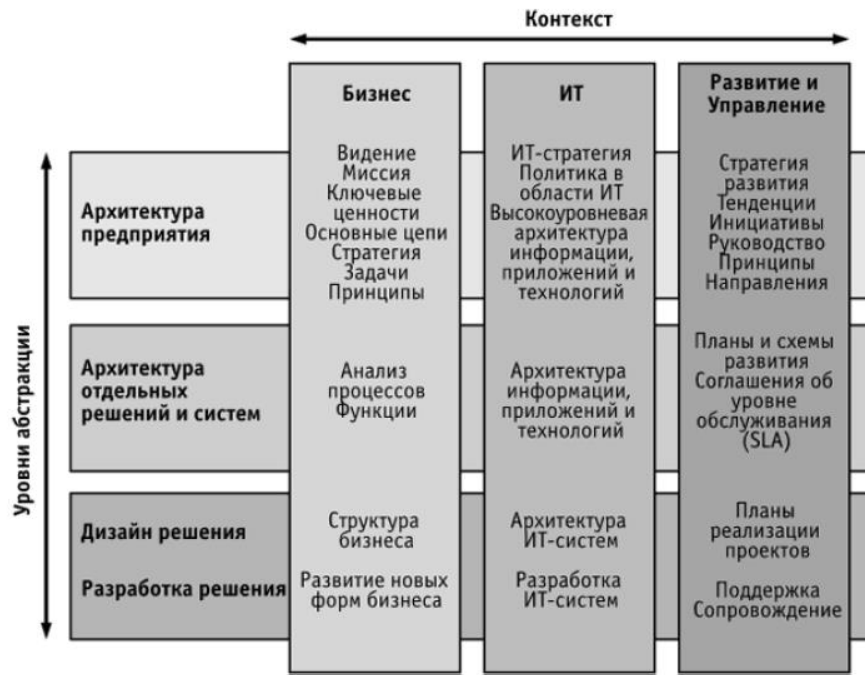 Контекст
Бизнес
ИТ
Развитие и
Управление
Уровни абстракции
Архитектура
предприятия
Видение
Миссия
Ключевые
ценности
Основные цепи
Стратегия
Задачи
Принципы
ИТ-стратегия
Политика в
области ИТ
Высокоуровневая
архитектура
информации,
приложений и
технологий
Стратегия
развития
Тенденции
Инициативы
Руководство
Принципы
Направления
Архитектура
отдельных
решений и систем
Анализ
процессов
Функции
Архитектура
информации,
приложений и
технологий
Планы и схемы
развития
Соглашения об
уровне
обслуживания
(SLA)
Дизайн решения
Структура
бизнеса
Архитектура
ИТ-систем
Планы
реализации
проектов
Разработка решения
Развитие новых
форм бизнеса
Разработка
ИТ-систем
Поддержка
Сопровождение